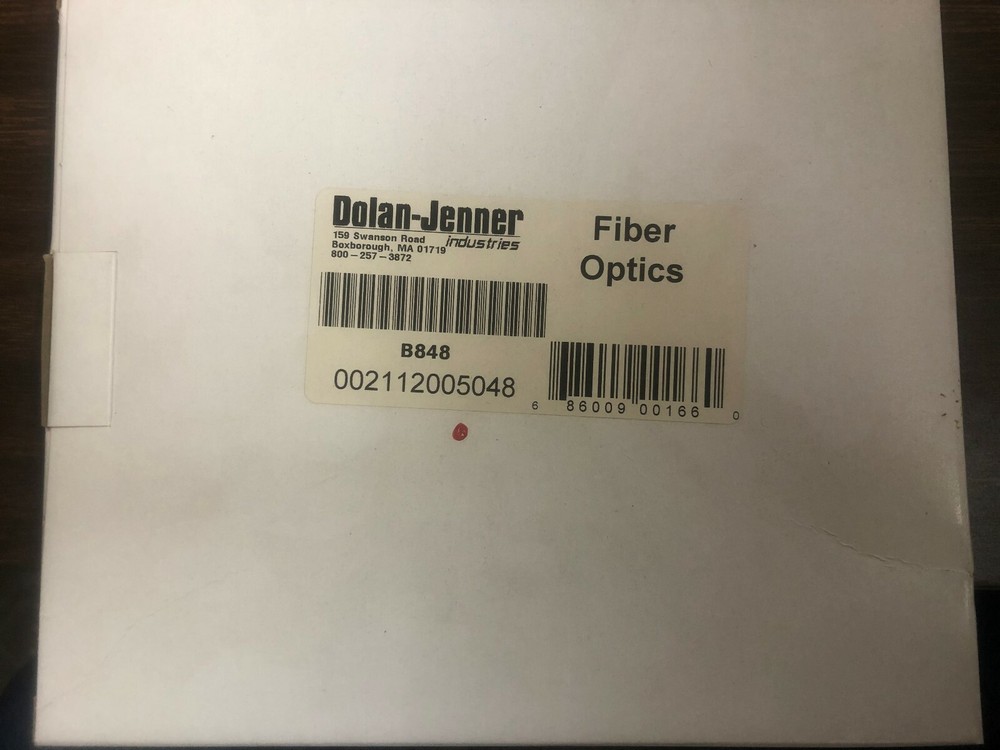 Dolan-Jenner
industries
159 Swanson Road
Boxborough, MA 01719
800-257-3872
Fiber
Optics
B848
002112005048
6 86009 00166 0